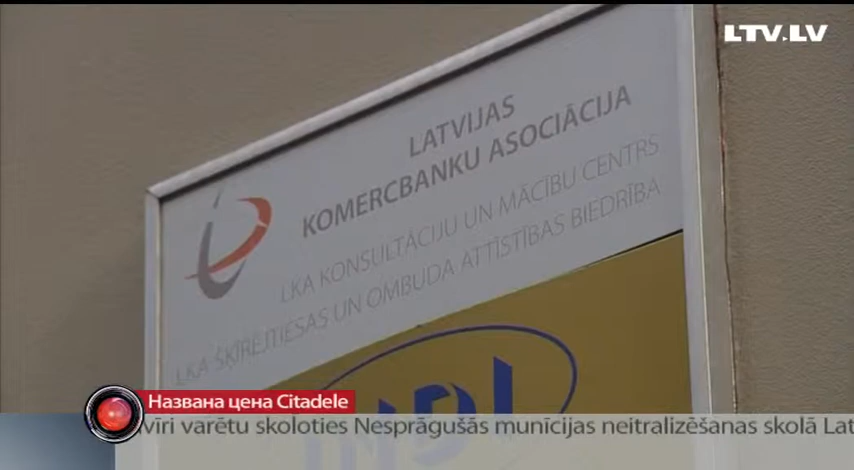 LTV.LV
LATVIJAS
KOMERCBANKU ASOCIĀCIJA
LKA KONSULTĀCIJU UN MĀCĪBU CENTRS
LKA ŠĶĪRĒJTIESAS UN OMBUDA ATTĪSTĪBAS BIEDRĪBA
Названа цена Citadele
vīri varētu skoloties Nesprāgušās munīcijas neitralizēšanas skolā Lat